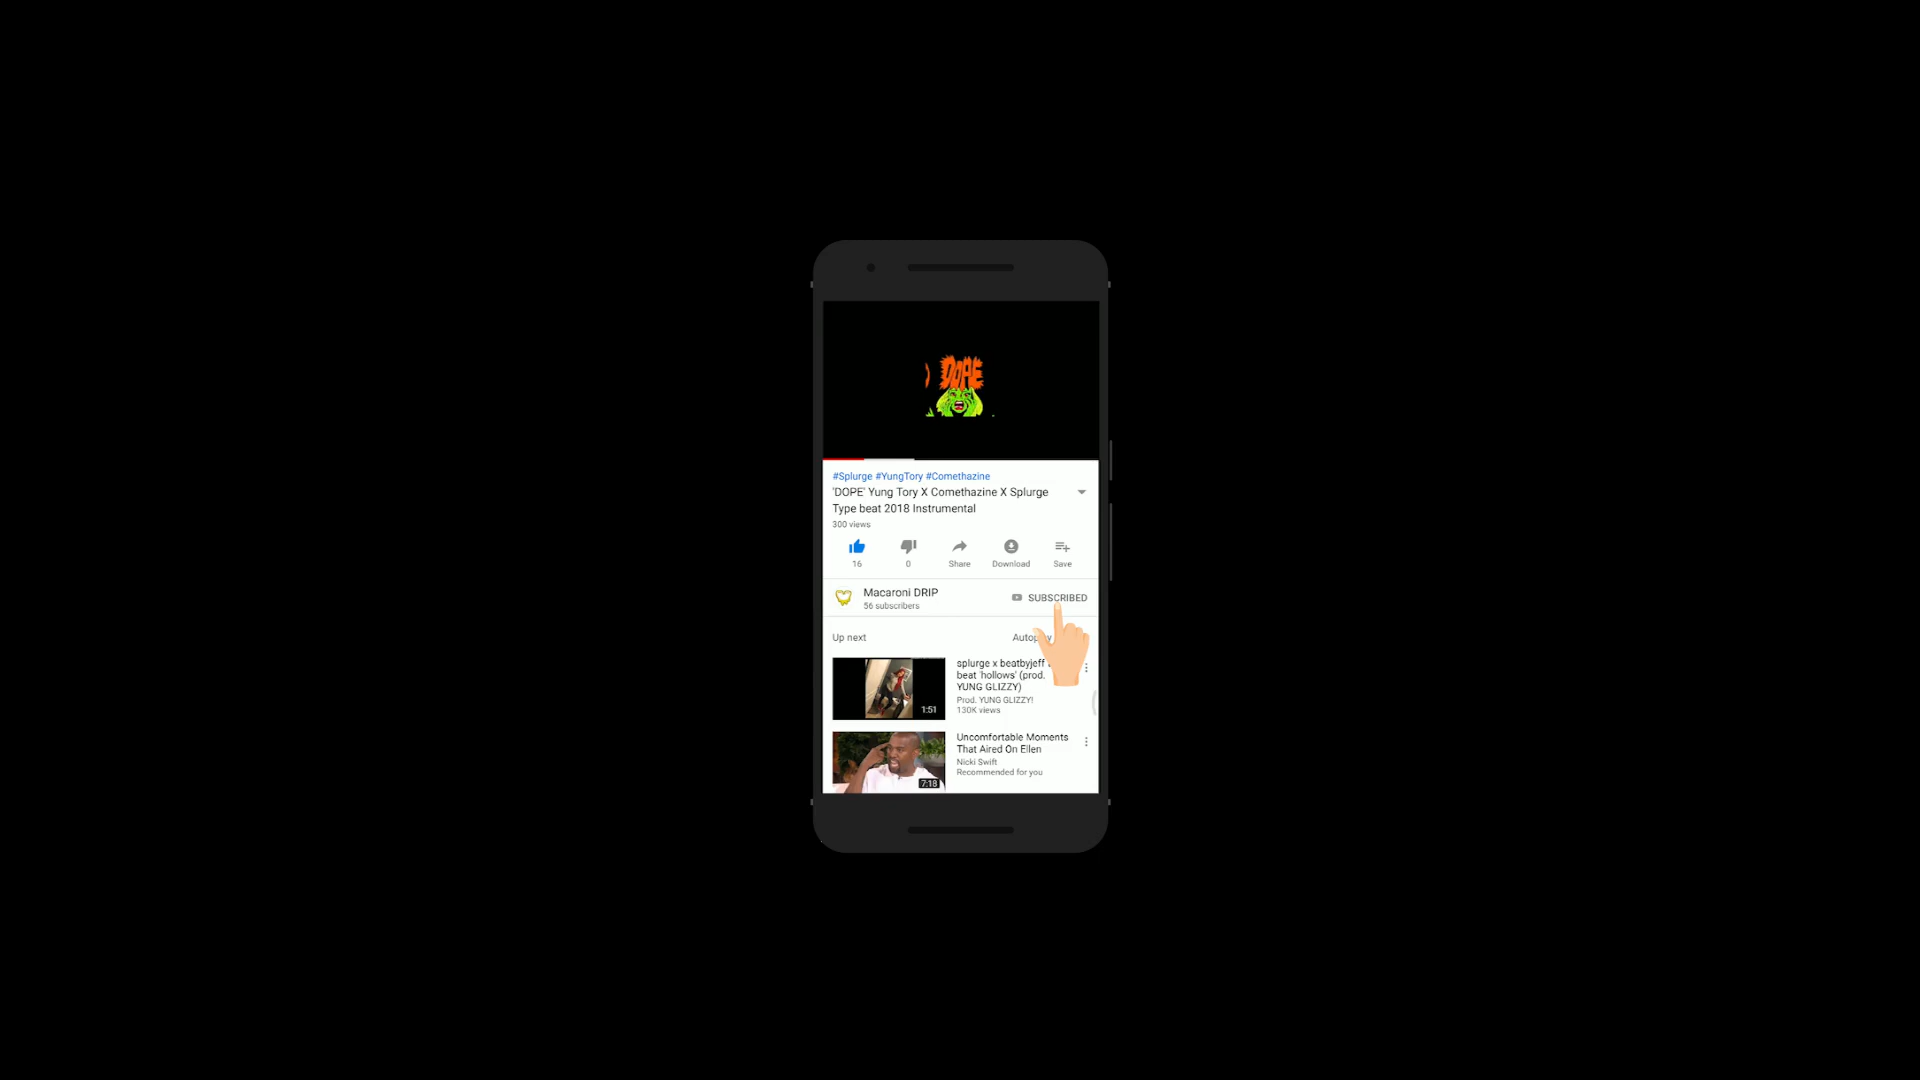 DOPE
#Splurge #YungTory #Comethazine
'DOPE' Yung Tory X Comethazine X Splurge
Type beat 2018 Instrumental
300 views
16
0
Share
Download
Save
Macaroni DRIP
56 subscribers
SUBSCRIBED
Up next
splurge x beatbyjeff
beat 'hollows' (prod.
YUNG GLIZZY)
Prod. YUNG GLIZZY!
130K views
1:51
Uncomfortable Moments
That Aired On Ellen
Nicki Swift
Recommended for you
7:18